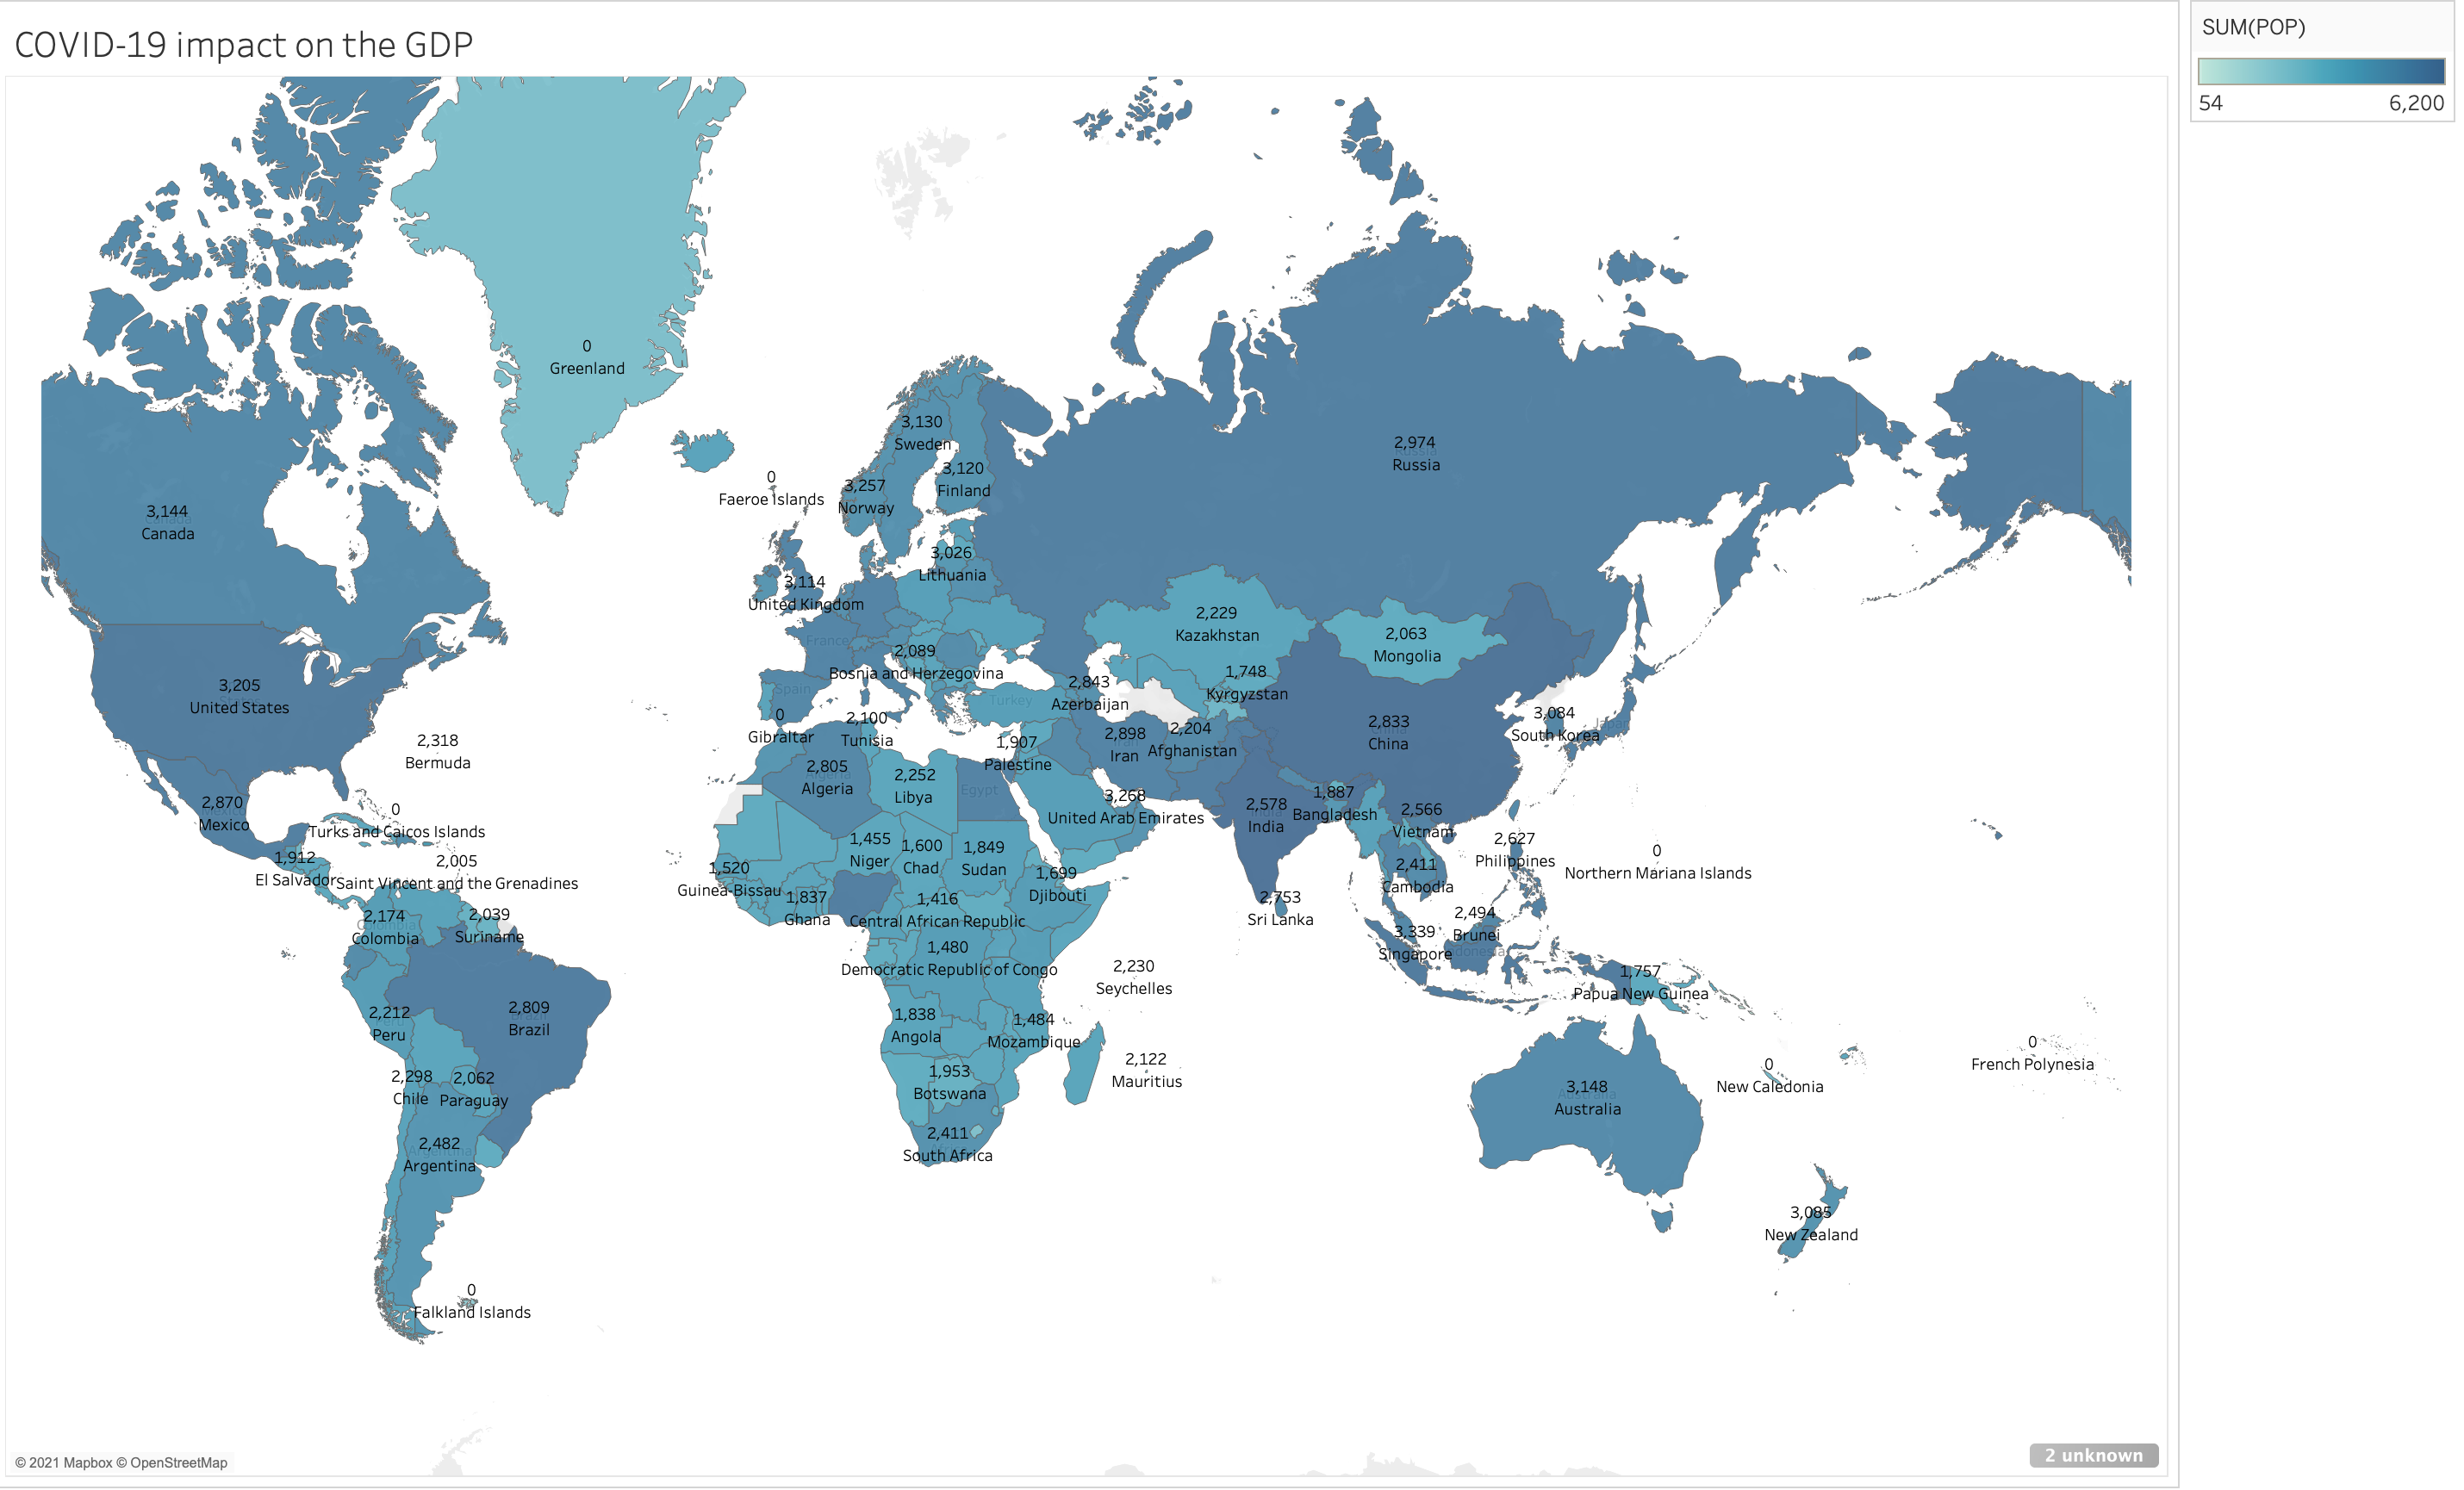 COVID-19 impact on the GDP
SUM(POP)
54 6,200
0
Greenland
3,130
Sweden
3,120
Finland
2,974
Russia
0
Faeroe Islands
3,257
Norway
3,144
Canada
3,026
Lithuania
3,114
United Kingdom
2,229
Kazakhstan
2,063
Mongolia
France
2,089
Bosnia and Herzegovina
1,748
Kyrgyzstan
3,205
United States
Spain
Turkey
2,843
Azerbaijan
0
Gibraltar
2,100
Tunisia
3,084
South Korea
Japan
2,833
China
2,318
Bermuda
1,907
Palestine
2,898
Iran
2,204
Afghanistan
2,805
Algeria
2,252
Libya
Egypt
2,870
Mexico
0
Turks and Caicos Islands
3,268
United Arab Emirates
2,578
India
1,887
Bangladesh
2,566
Vietnam
1,912
El Salvador
2,005
Saint Vincent and the Grenadines
1,520
Guinea-Bissau
1,455
Niger
1,600
Chad
1,849
Sudan
1,699
Djibouti
2,411
Cambodia
2,627
Philippines
0
Northern Mariana Islands
2,174
Colombia
2,039
Suriname
1,837
Ghana
1,416
Central African Republic
2,753
Sri Lanka
2,494
Brunei
3,339
Singapore
1,480
Democratic Republic of Congo
2,230
Seychelles
1,757
Papua New Guinea
2,212
Peru
2,809
Brazil
1,838
Angola
1,484
Mozambique
0
French Polynesia
2,298
Chile
2,062
Paraguay
1,953
Botswana
2,122
Mauritius
3,148
Australia
0
New Caledonia
2,482
Argentina
2,411
South Africa
3,085
New Zealand
0
Falkland Islands
© 2021 Mapbox © OpenStreetMap
2 unknown